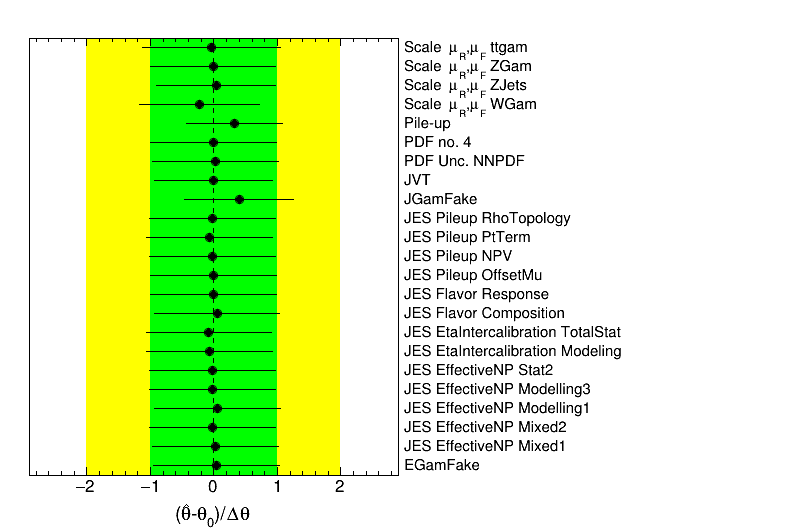 Scale μR,μF ttgam
Scale μR,μF ZGam
Scale μR,μF ZJets
Scale μR,μF WGam
Pile-up
PDF no. 4
PDF Unc. NNPDF
JVT
JGamFake
JES Pileup RhoTopology
JES Pileup PtTerm
JES Pileup NPV
JES Pileup OffsetMu
JES Flavor Response
JES Flavor Composition
JES EtaIntercalibration TotalStat
JES EtaIntercalibration Modeling
JES EffectiveNP Stat2
JES EffectiveNP Modelling3
JES EffectiveNP Modelling1
JES EffectiveNP Mixed2
JES EffectiveNP Mixed1
EGamFake
−2 −1 0 1 2
(θ̂-θ0)/Δθ